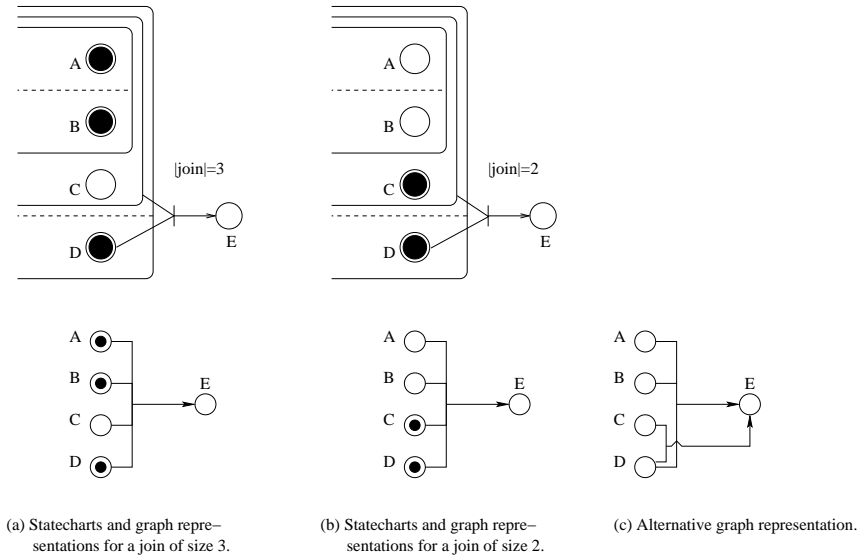 A
B
C
D
|join|=3
E
A
B
C
D
|join|=2
E
A
B
C
D
E
A
B
C
D
E
A
B
C
D
E
(a) Statecharts and graph repre–
sentations for a join of size 3.
(b) Statecharts and graph repre–
sentations for a join of size 2.
(c) Alternative graph representation.